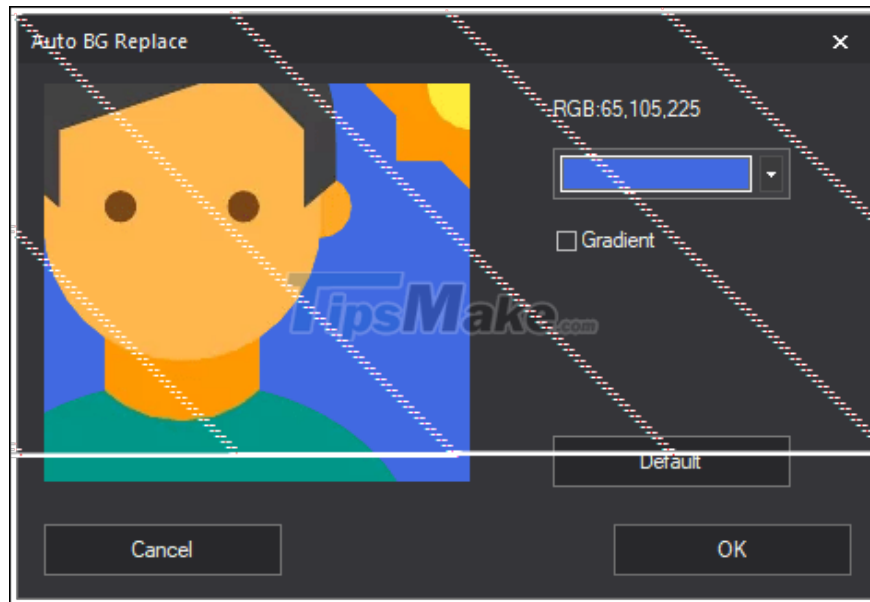 Auto BG Replace
RGB:65,105,225
Gradient
TipsMake.com
Default
Cancel
OK